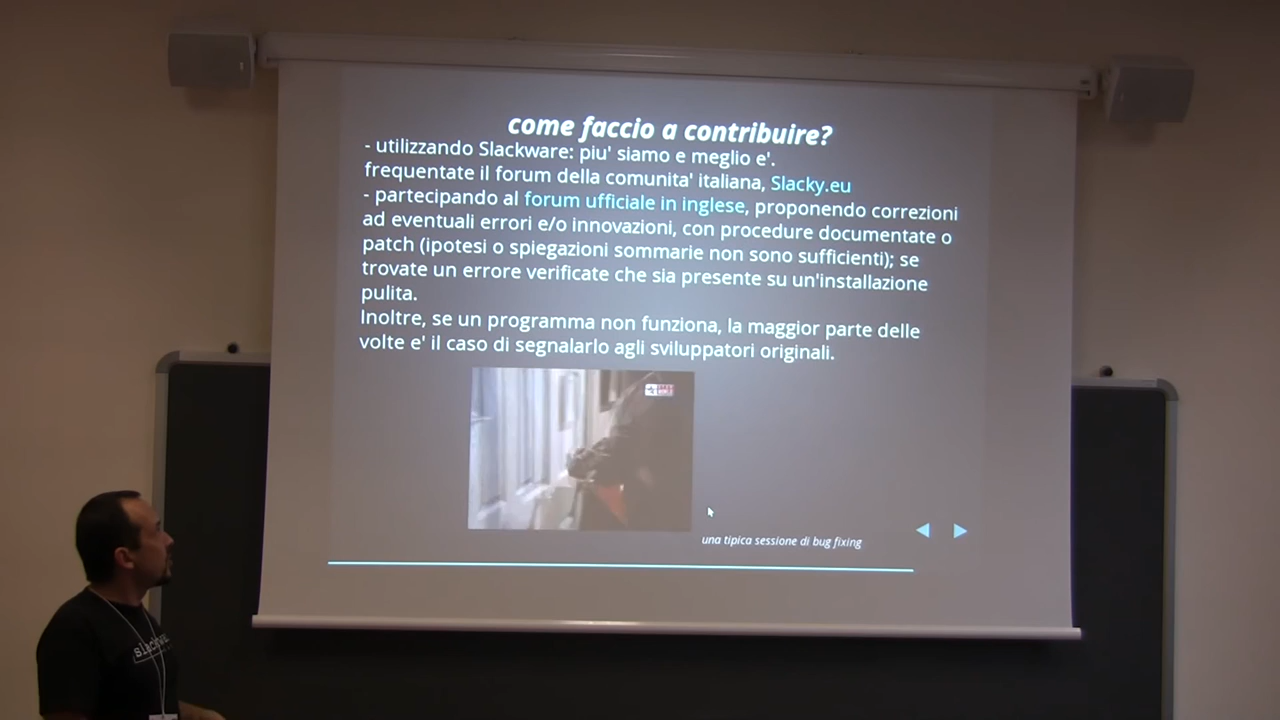 come faccio a contribuire?
- utilizzando Slackware: piu' siamo e meglio e'.
frequentate il forum della comunita' italiana, Slacky.eu
- partecipando al forum ufficiale in inglese, proponendo correzioni
ad eventuali errori e/o innovazioni, con procedure documentate o
patch (ipotesi o spiegazioni sommarie non sono sufficienti); se
trovate un errore verificate che sia presente su un'installazione
pulita.
Inoltre, se un programma non funziona, la maggior parte delle
volte e' il caso di segnalarlo agli sviluppatori originali.
una tipica sessione di bug fixing